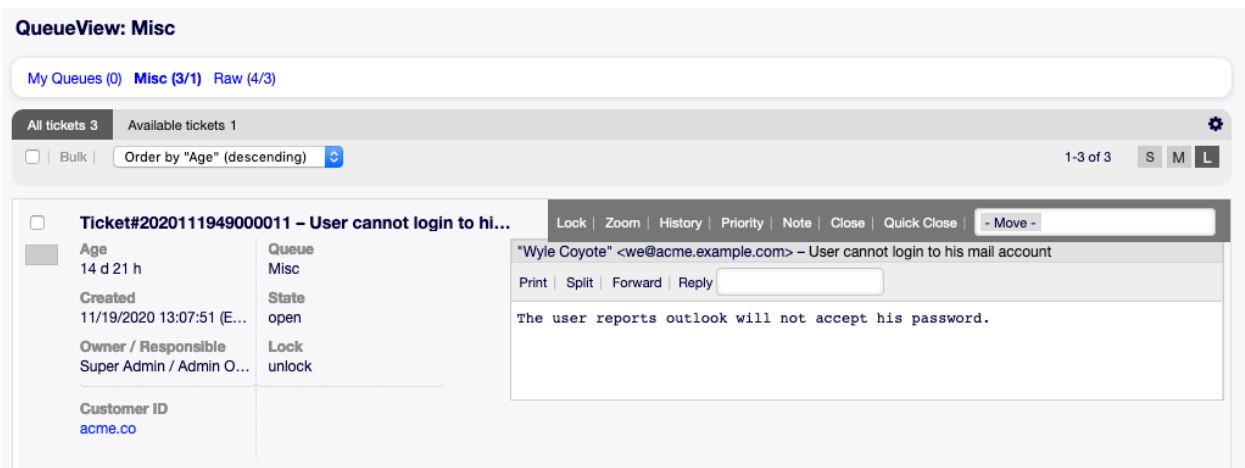 QueueView: Misc
My Queues (0) Misc (3/1) Raw (4/3)
All tickets 3 Available tickets 1
Bulk | Order by "Age" (descending) 1-3 of 3 S M L
Ticket#2020111949000011 – User cannot login to hi… Lock | Zoom | History | Priority | Note | Close | Quick Close | - Move -
Age Queue
14 d 21 h Misc
Created State
11/19/2020 13:07:51 (E… open
Owner / Responsible Lock
Super Admin / Admin O… unlock
Customer ID
acme.co
"Wyle Coyote" <we@acme.example.com> – User cannot login to his mail account
Print | Split | Forward | Reply
The user reports outlook will not accept his password.